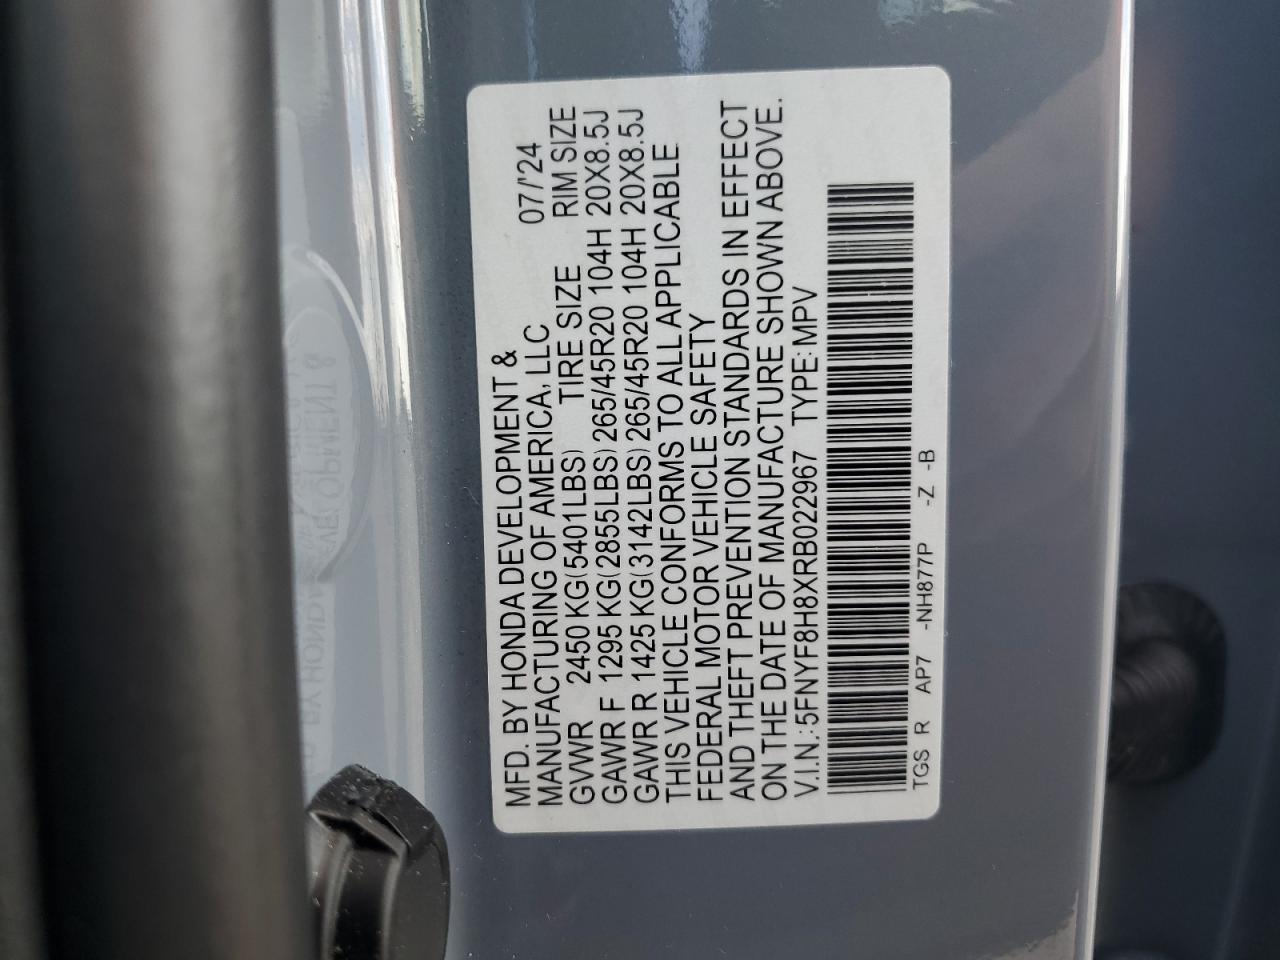 MFD. BY HONDA DEVELOPMENT &
MANUFACTURING OF AMERICA, LLC 07/'24
GVWR 2450 KG(5401LBS) TIRE SIZE RIM SIZE
GAWR F 1295 KG(2855LBS) 265/45R20 104H 20X8.5J
GAWR R 1425 KG(3142LBS) 265/45R20 104H 20X8.5J
THIS VEHICLE CONFORMS TO ALL APPLICABLE
FEDERAL MOTOR VEHICLE SAFETY
AND THEFT PREVENTION STANDARDS IN EFFECT
ON THE DATE OF MANUFACTURE SHOWN ABOVE.
V.I.N.:5FNYF8H8XRB022967 TYPE:MPV
TGS R AP7 -NH877P -Z -B